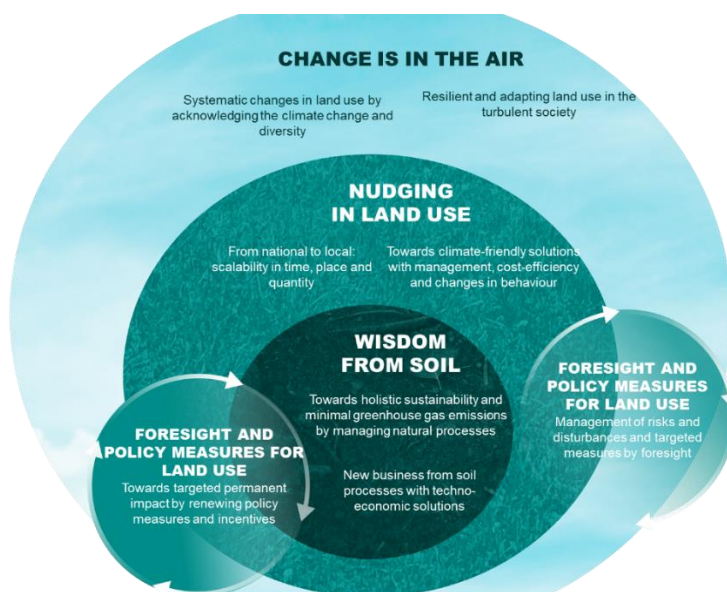 CHANGE IS IN THE AIR
Systematic changes in land use by
acknowledging the climate change and
diversity
Resilient and adapting land use in the
turbulent society
NUDGING
IN LAND USE
From national to local:
scalability in time, place and
quantity
Towards climate-friendly solutions
with management, cost-efficiency
and changes in behaviour
WISDOM
FROM SOIL
Towards holistic sustainability and
minimal greenhouse gas emissions
by managing natural processes
New business from soil
processes with techno-
economic solutions
FORESIGHT AND
POLICY MEASURES FOR
LAND USE
Towards targeted permanent
impact by renewing policy
measures and incentives
FORESIGHT AND
POLICY MEASURES
FOR LAND USE
Management of risks and
disturbances and targeted
measures by foresight